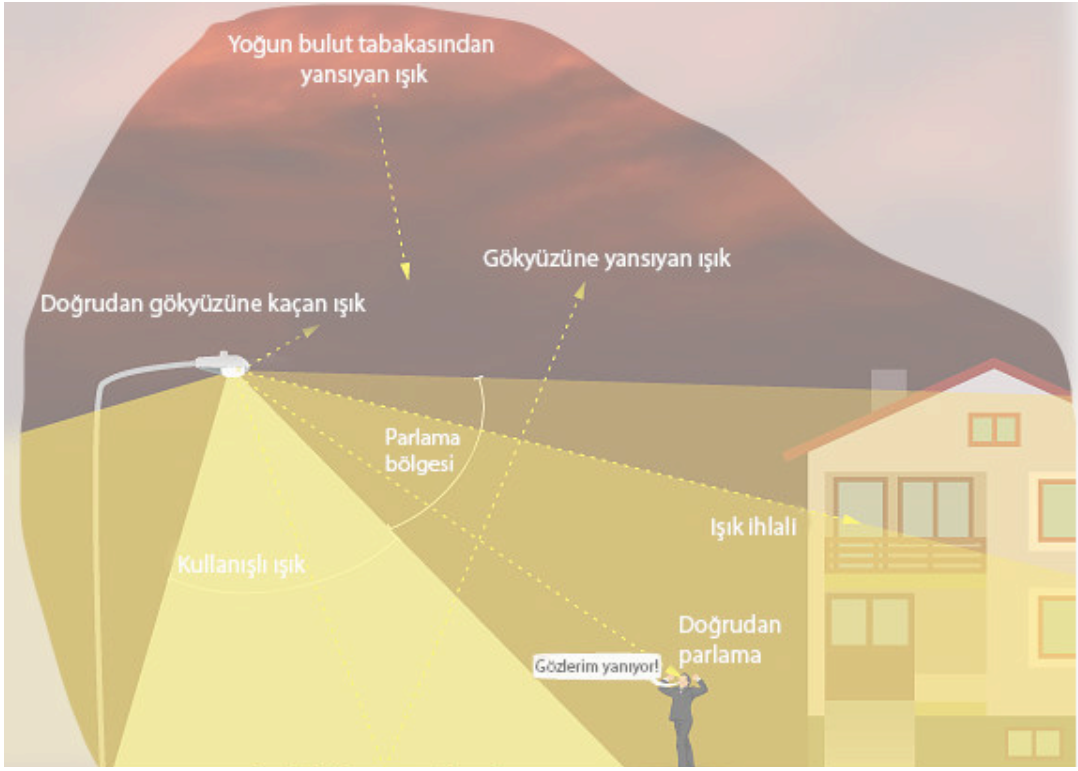 Yoğun bulut tabakasından
yansıyan ışık
Gökyüzüne yansıyan ışık
Doğrudan gökyüzüne kaçan ışık
Parlama
bölgesi
Işık ihlali
Kullanışlı ışık
Doğrudan
parlama
Gözlerim yanıyor!